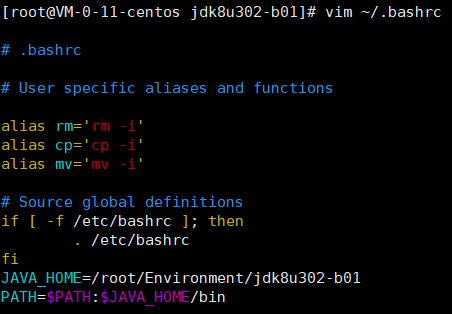 [root@VM-0-11-centos jdk8u302-b01]# vim ~/.bashrc
# .bashrc
# User specific aliases and functions
alias rm='rm -i'
alias cp='cp -i'
alias mv='mv -i'
# Source global definitions
if [ -f /etc/bashrc ]; then
        . /etc/bashrc
fi
JAVA_HOME=/root/Environment/jdk8u302-b01
PATH=$PATH:$JAVA_HOME/bin